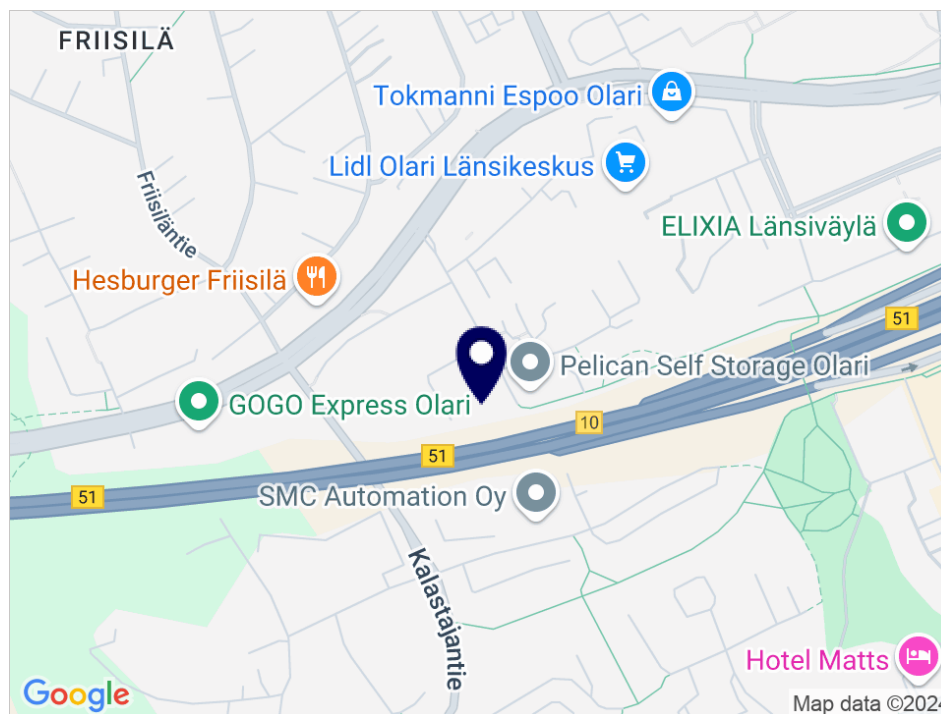 FRIISILÄ
Tokmanni Espoo Olari
Lidl Olari Länsikeskus
Friisiläntie
ELIXIA Länsiväylä
Hesburger Friisilä
51
Pelican Self Storage Olari
GOGO Express Olari
10
51
51
SMC Automation Oy
Kalastajantie
Hotel Matts
Google
Map data ©2024